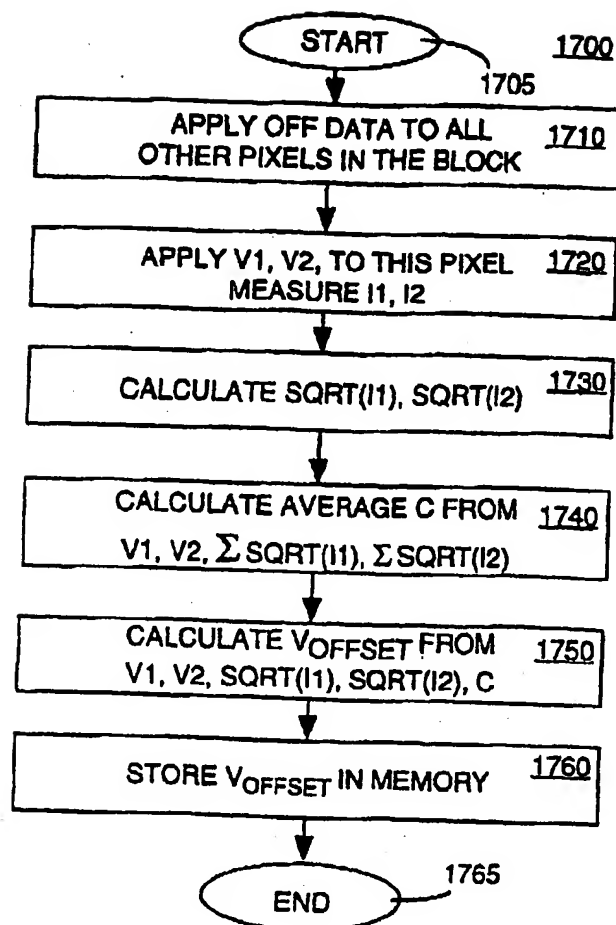 START
1700
1705
APPLY OFF DATA TO ALL
OTHER PIXELS IN THE BLOCK
1710
APPLY V1, V2, TO THIS PIXEL
MEASURE I1, I2
1720
CALCULATE SQRT(I1), SQRT(I2)
1730
CALCULATE AVERAGE C FROM
V1, V2, Σ SQRT(I1), Σ SQRT(I2)
1740
CALCULATE VOFFSET FROM
V1, V2, SQRT(I1), SQRT(I2), C
1750
STORE VOFFSET IN MEMORY
1760
END
1765